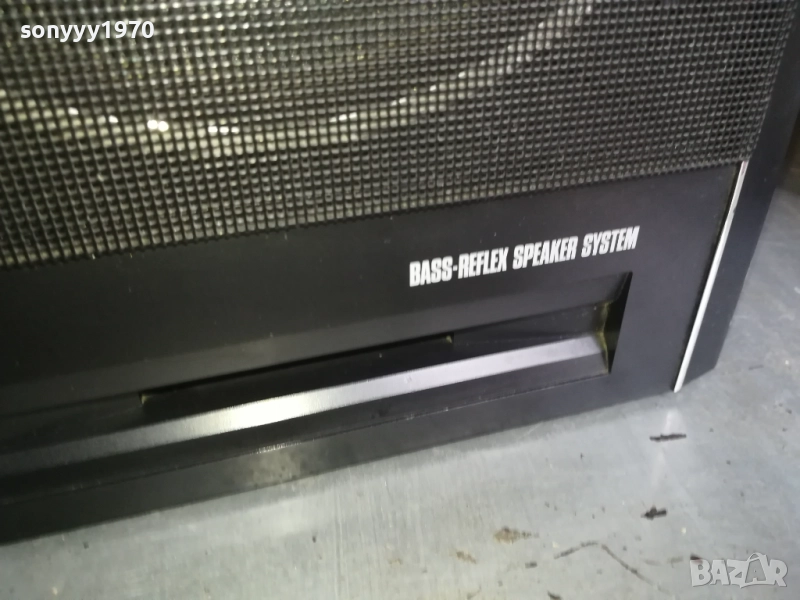 sonyyy1970
BASS-REFLEX SPEAKER SYSTEM
BAZAR